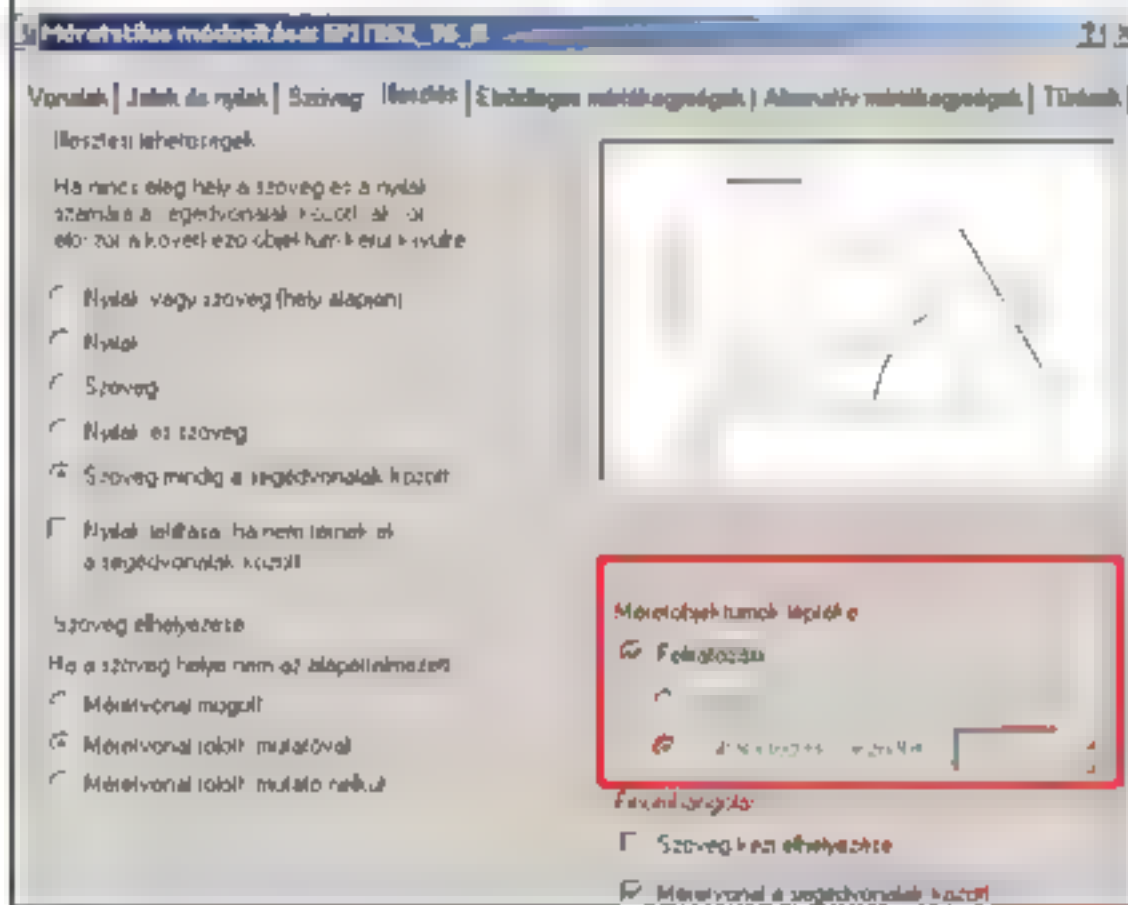 Méretstílus módosítása:
Vonalak Jelek és nyilak Szöveg Illesztés Elsődleges mértékegységek Alternatív mértékegységek Tűrések
Illesztési lehetőségek
Ha nincs elég hely a szöveg és a nyilak
számára a segédvonalak között, akkor
először a következő objektum kerül kívülre
Nyilak vagy szöveg (hely alapján)
Nyilak
Szöveg
Nyilak és szöveg
Szöveg mindig a segédvonalak között
Nyilak ha nem férnek el
a segédvonalak között
Szöveg elhelyezése
Ha a szöveg helye nem az alapértelmezett
Méretvonal mögött
Méretvonal fölött, mutatóval
Méretvonal fölött, mutató nélkül
Méretobjektumok léptéke
Feliratozási
Finomhangolás
Szöveg kézi elhelyezése
Méretvonal a segédvonalak között